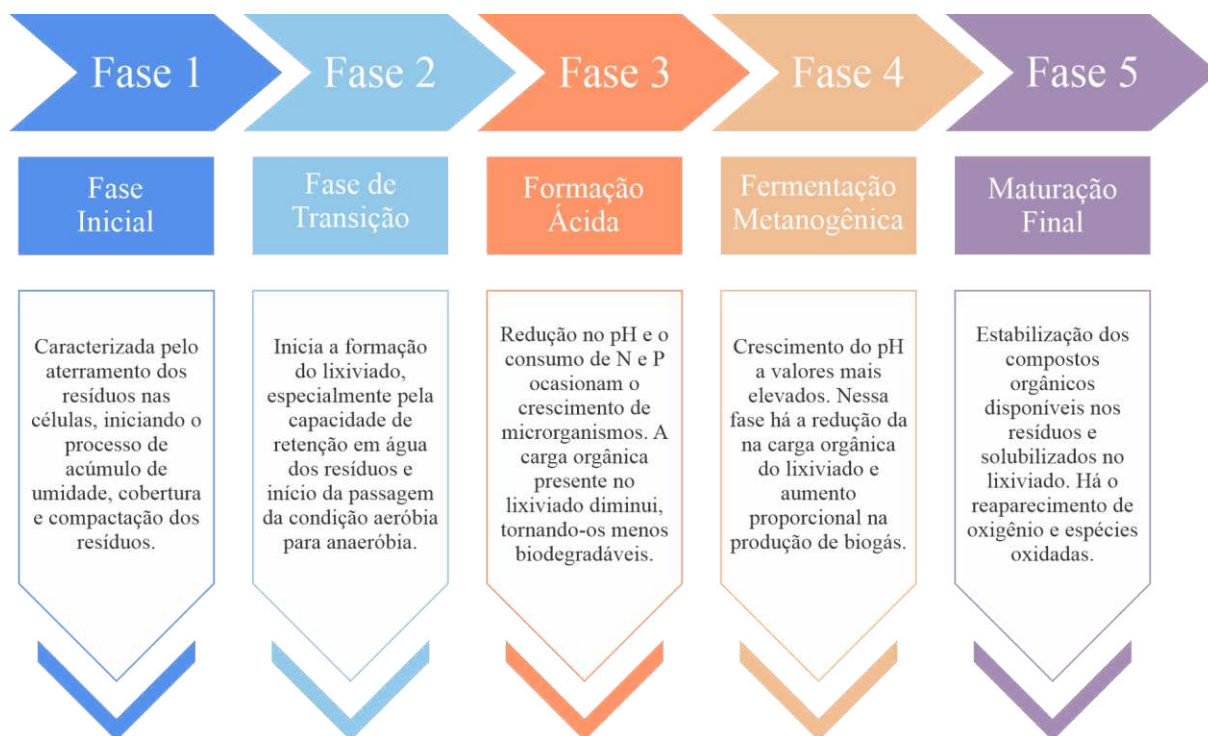 Fase 1
Fase 2
Fase 3
Fase 4
Fase 5
Fase
Inicial
Fase de
Transição
Formação
Ácida
Fermentação
Metanogênica
Maturação
Final
Caracterizada pelo
aterramento dos
resíduos nas
células, iniciando o
processo de
acúmulo de
umidade, cobertura
e compactação dos
resíduos.
Inicia a formação
do lixiviado,
especialmente pela
capacidade de
retenção em água
dos resíduos e
início da passagem
da condição aeróbia
para anaeróbia.
Redução no pH e o
consumo de N e P
ocasionam o
crescimento de
microrganismos. A
carga orgânica
presente no
lixiviado diminui,
tornando-os menos
biodegradáveis.
Crescimento do pH
a valores mais
elevados. Nessa
fase há a redução da
na carga orgânica
do lixiviado e
aumento
proporcional na
produção de biogás.
Estabilização dos
compostos
orgânicos
disponíveis nos
resíduos e
solubilizados no
lixiviado. Há o
reaparecimento de
oxigênio e espécies
oxidadas.